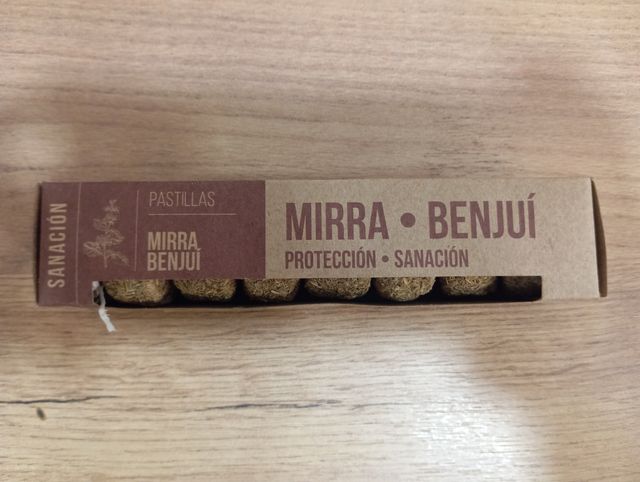 SANACIÓN
PASTILLAS
MIRRA
BENJUÍ
MIRRA • BENJUÍ
PROTECCIÓN • SANACIÓN